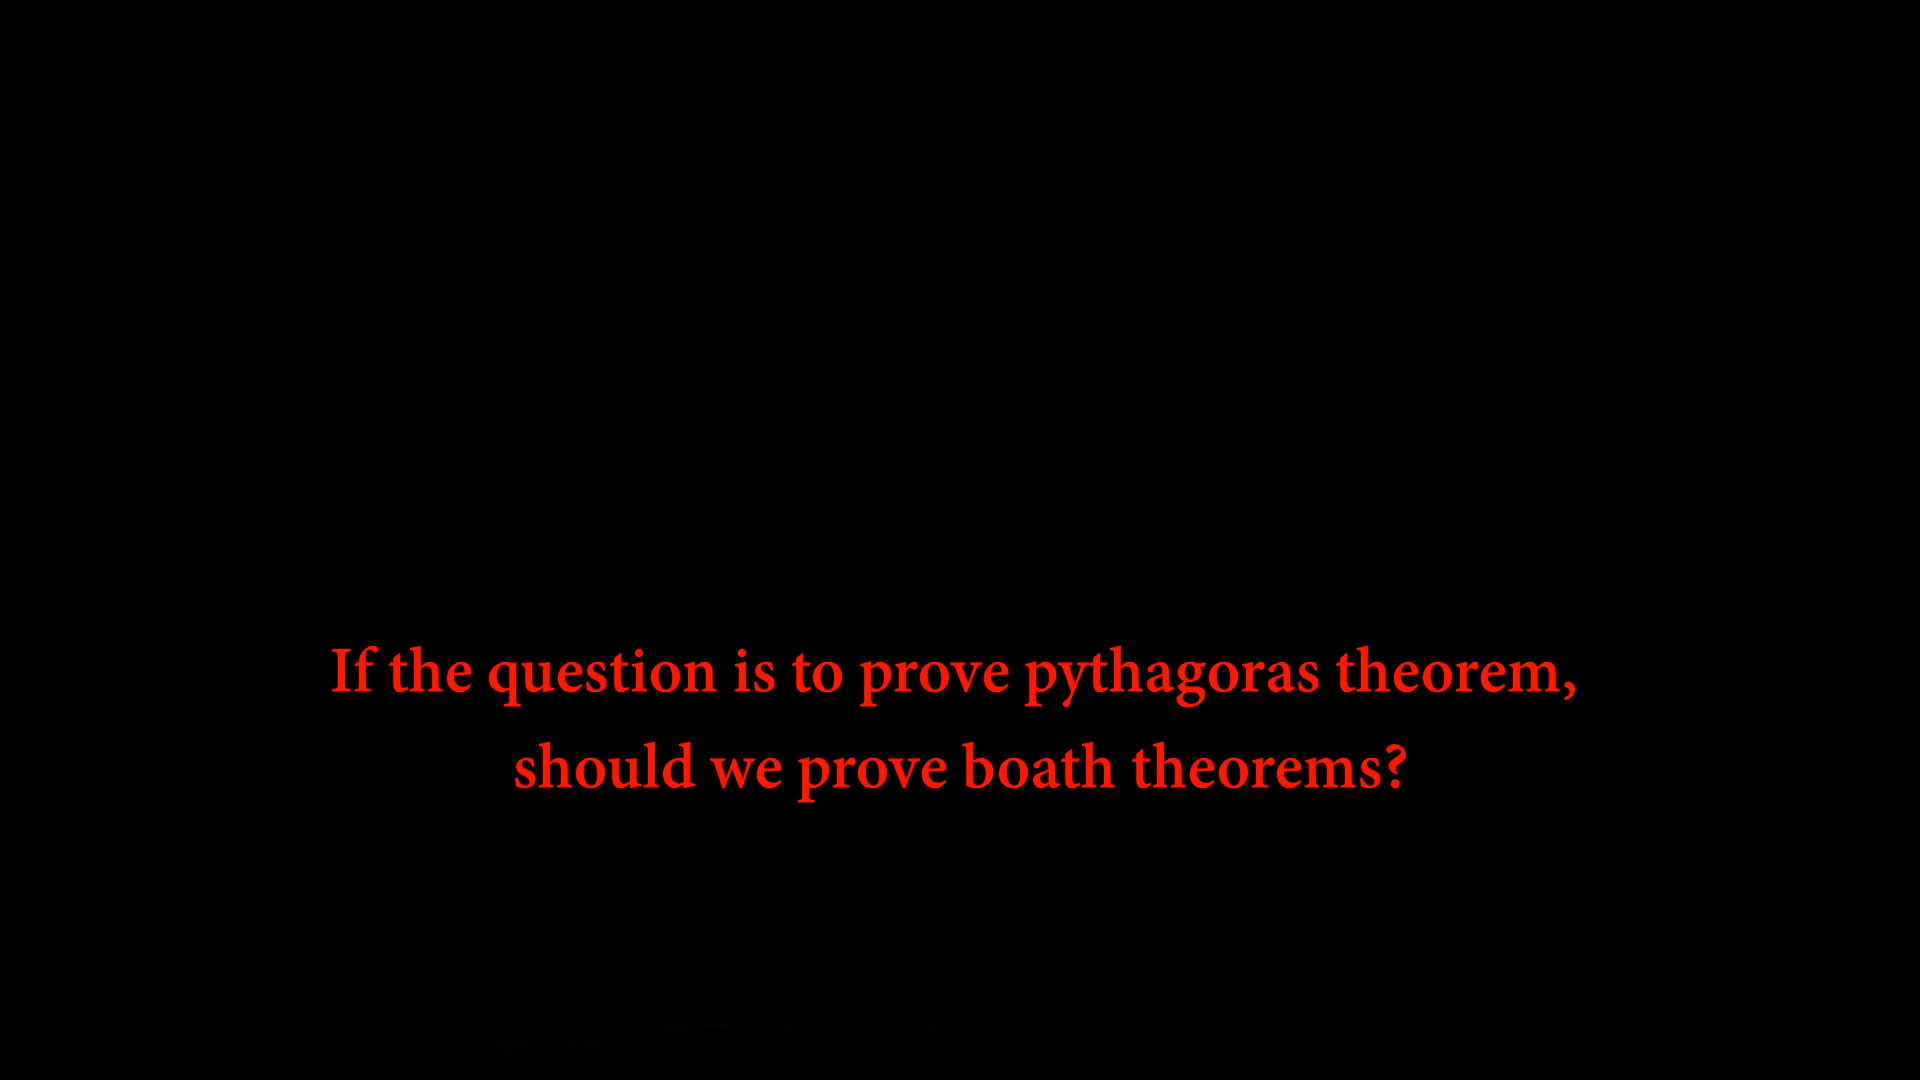 If the question is to prove pythagoras theorem,
should we prove boath theorems?